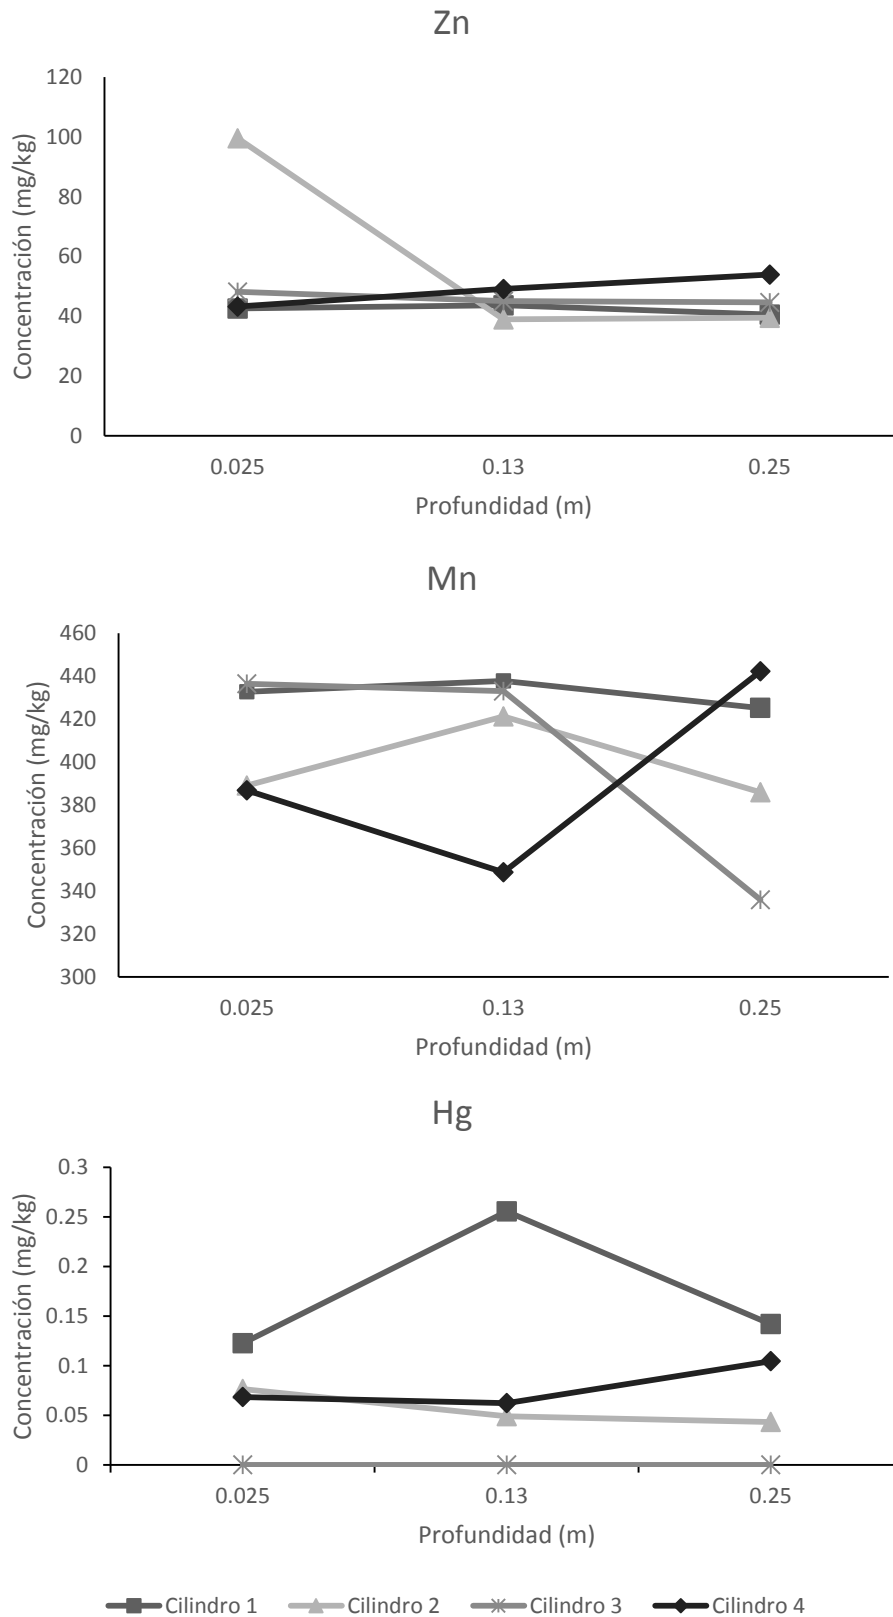 Zn
120
100
80
60
40
20
0
Concentración (mg/kg)
0.025 0.13 0.25
Profundidad (m)
Mn
460
440
420
400
380
360
340
320
300
Concentración (mg/kg)
0.025 0.13 0.25
Profundidad (m)
Hg
0.3
0.25
0.2
0.15
0.1
0.05
0
Concentración (mg/kg)
0.025 0.13 0.25
Profundidad (m)
Cilindro 1 Cilindro 2 Cilindro 3 Cilindro 4